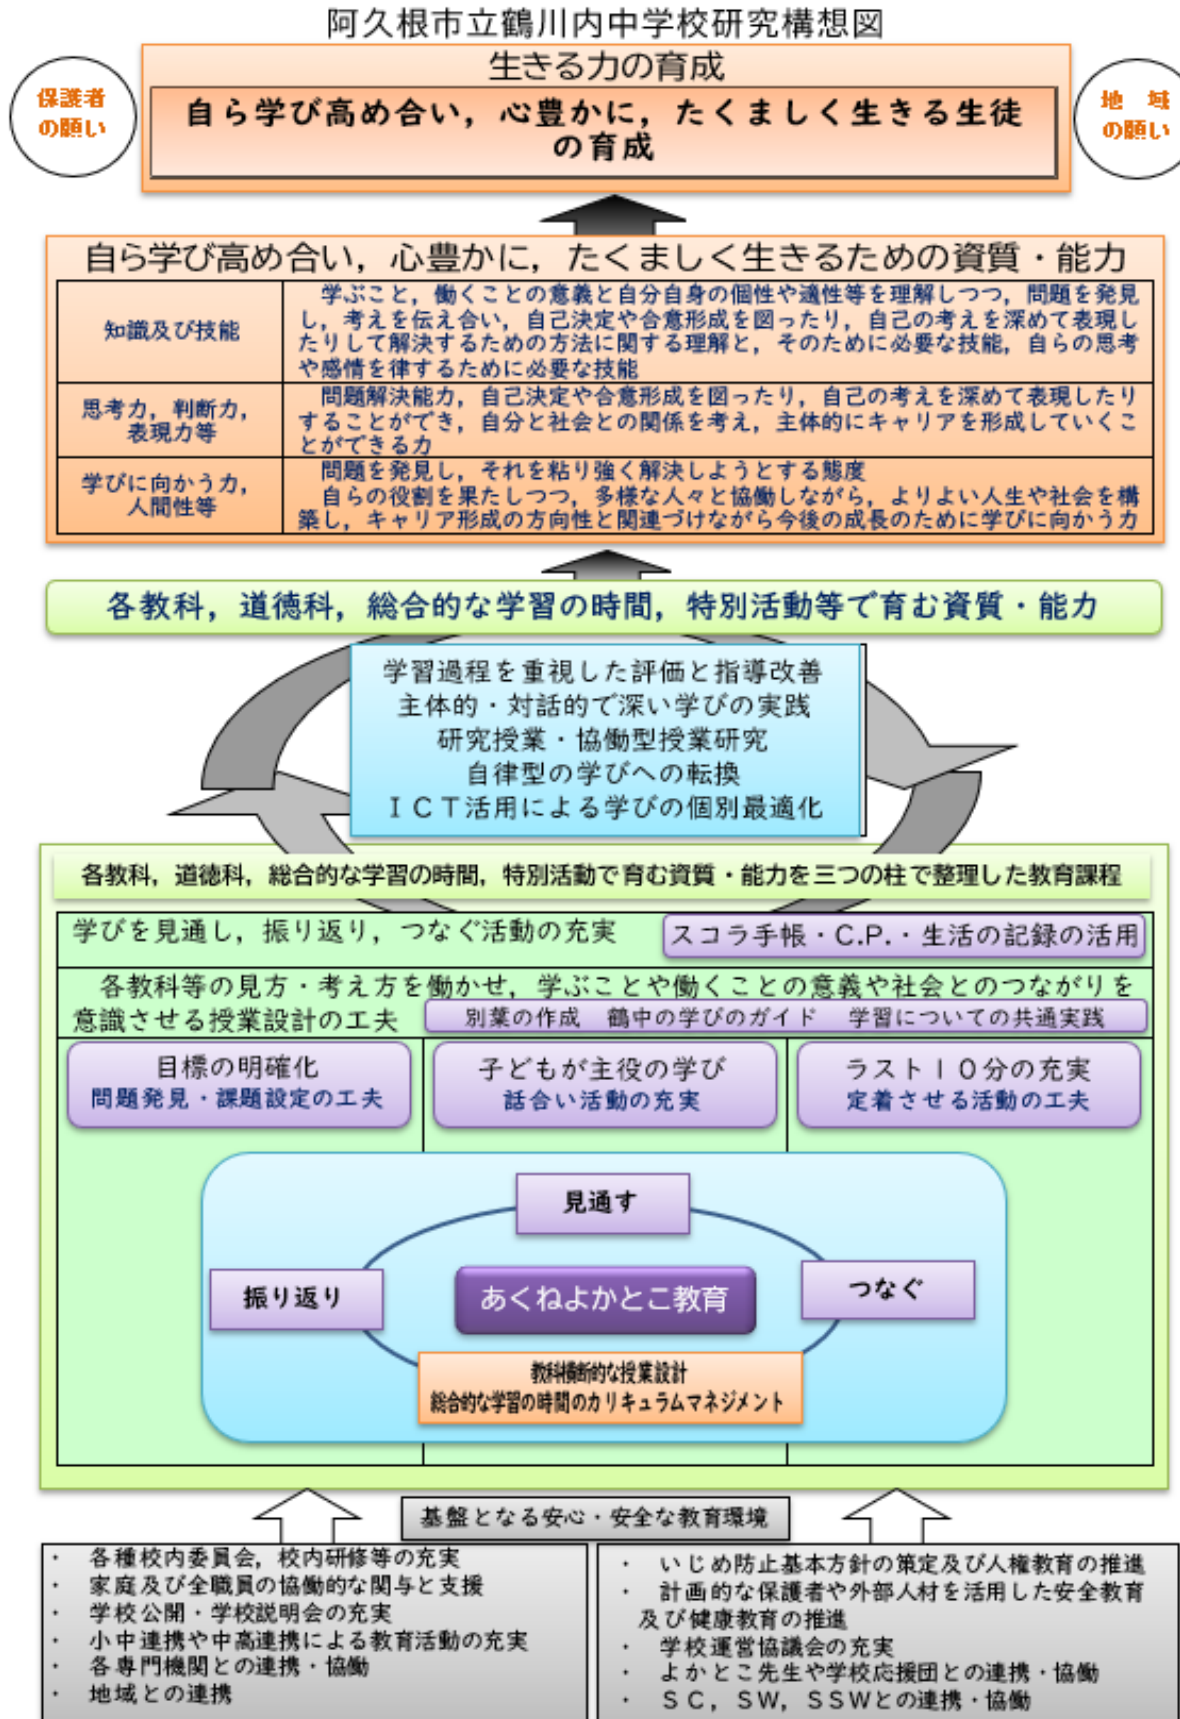 阿久根市立鶴川内中学校研究構想図
保護者
の願い
生きる力の育成
自ら学び高め合い，心豊かに，たくましく生きる生徒
の育成
地　域
の願い
自ら学び高め合い，心豊かに，たくましく生きるための資質・能力
知識及び技能
学ぶこと，働くことの意義と自分自身の個性や適性等を理解しつつ，問題を発見
し，考えを伝え合い，自己決定や合意形成を図ったり，自己の考えを深めて表現し
たりして解決するための方法に関する理解と，そのために必要な技能，自らの思考
や感情を律するために必要な技能
思考力，判断力，
表現力等
問題解決能力，自己決定や合意形成を図ったり，自己の考えを深めて表現したり
することができ，自分と社会との関係を考え，主体的にキャリアを形成していくこ
とができる力
学びに向かう力，
人間性等
問題を発見し，それを粘り強く解決しようとする態度
自らの役割を果たしつつ，多様な人々と協働しながら，よりよい人生や社会を構
築し，キャリア形成の方向性と関連づけながら今後の成長のために学びに向かう力
各教科，道徳科，総合的な学習の時間，特別活動等で育む資質・能力
学習過程を重視した評価と指導改善
主体的・対話的で深い学びの実践
研究授業・協働型授業研究
自律型の学びへの転換
ＩＣＴ活用による学びの個別最適化
各教科，道徳科，総合的な学習の時間，特別活動で育む資質・能力を三つの柱で整理した教育課程
学びを見通し，振り返り，つなぐ活動の充実
スコラ手帳・C.P.・生活の記録の活用
各教科等の見方・考え方を働かせ，学ぶことや働くことの意義や社会とのつながりを
意識させる授業設計の工夫
別葉の作成　鶴中の学びのガイド　学習についての共通実践
目標の明確化
問題発見・課題設定の工夫
子どもが主役の学び
話合い活動の充実
ラスト１０分の充実
定着させる活動の工夫
見通す
振り返り
あくねよかとこ教育
つなぐ
教科横断的な授業設計
総合的な学習の時間のカリキュラムマネジメント
基盤となる安心・安全な教育環境
・　各種校内委員会，校内研修等の充実
・　家庭及び全職員の協働的な関与と支援
・　学校公開・学校説明会の充実
・　小中連携や中高連携による教育活動の充実
・　各専門機関との連携・協働
・　地域との連携
・　いじめ防止基本方針の策定及び人権教育の推進
・　計画的な保護者や外部人材を活用した安全教育
及び健康教育の推進
・　学校運営協議会の充実
・　よかとこ先生や学校応援団との連携・協働
・　ＳＣ，ＳＷ，ＳＳＷとの連携・協働